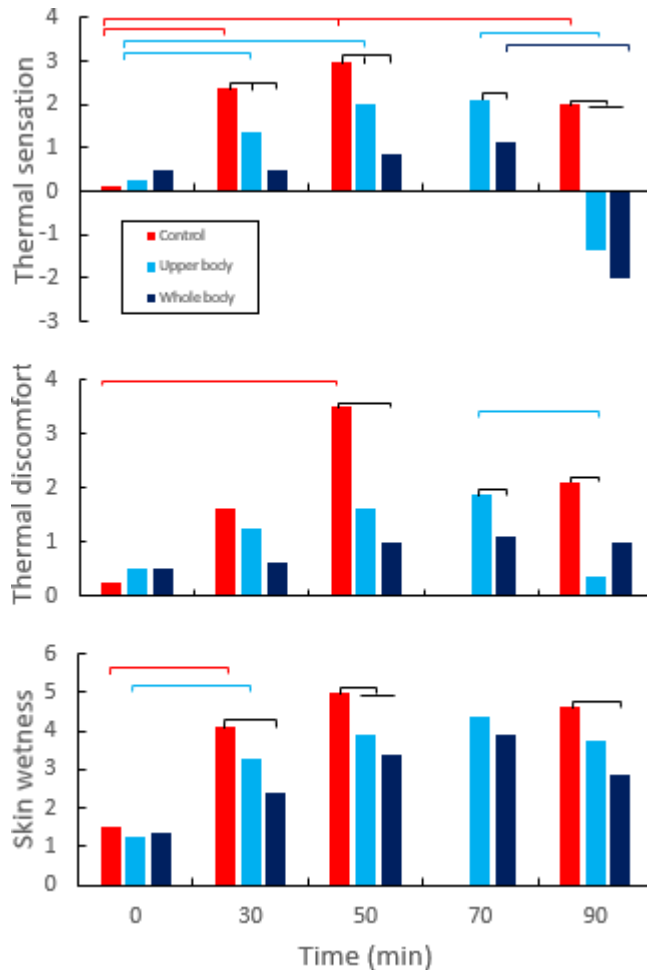 Thermal sensation
4
3
2
1
0
-1
-2
-3
Control
Upper body
Whole body
Thermal discomfort
4
3
2
1
0
Skin wetness
6
5
4
3
2
1
0
0 30 50 70 90
Time (min)